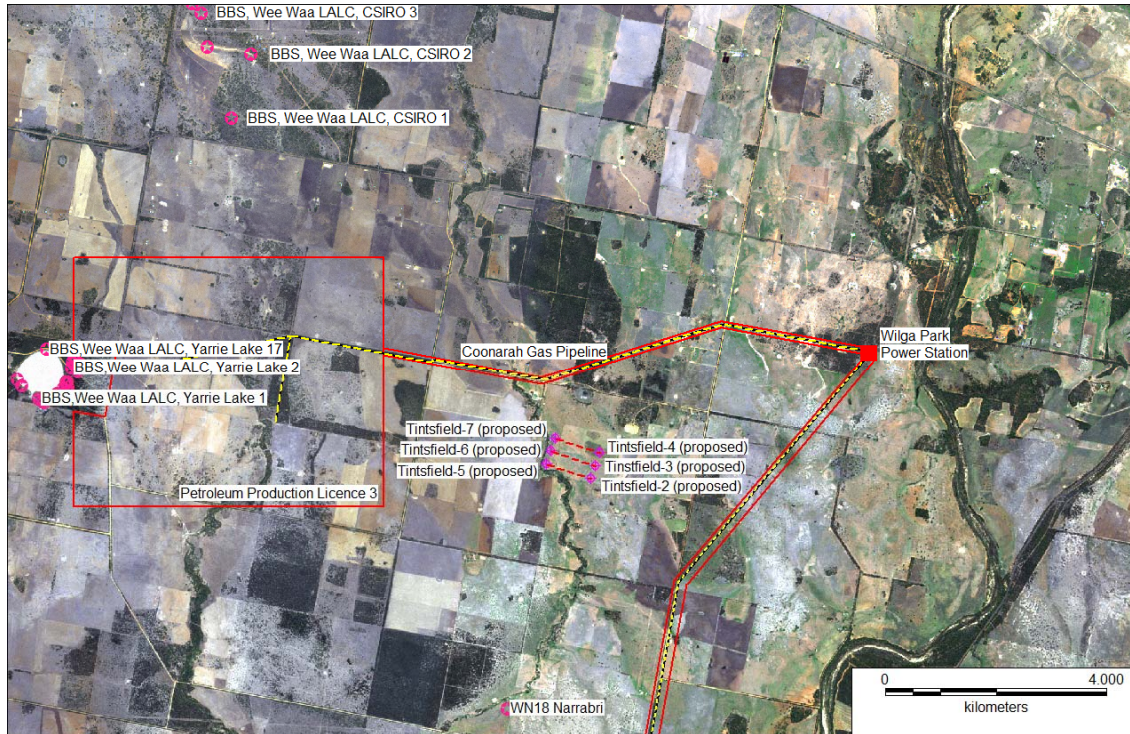 BBS, Wee Waa LALC, CSIRO 3
BBS, Wee Waa LALC, CSIRO 2
BBS, Wee Waa LALC, CSIRO 1
Wilga Park
Power Station
Coonarah Gas Pipeline
BBS,Wee Waa LALC, Yarrie Lake 17
BBS,Wee Waa LALC, Yarrie Lake 2
BBS,Wee Waa LALC, Yarrie Lake 1
Tintsfield-7 (proposed)
Tintsfield-4 (proposed)
Tintsfield-6 (proposed)
Tinstfield-3 (proposed)
Tintsfield-5 (proposed)
Tintsfield-2 (proposed)
Petroleum Production Licence 3
WN18 Narrabri
0
4.000
kilometers